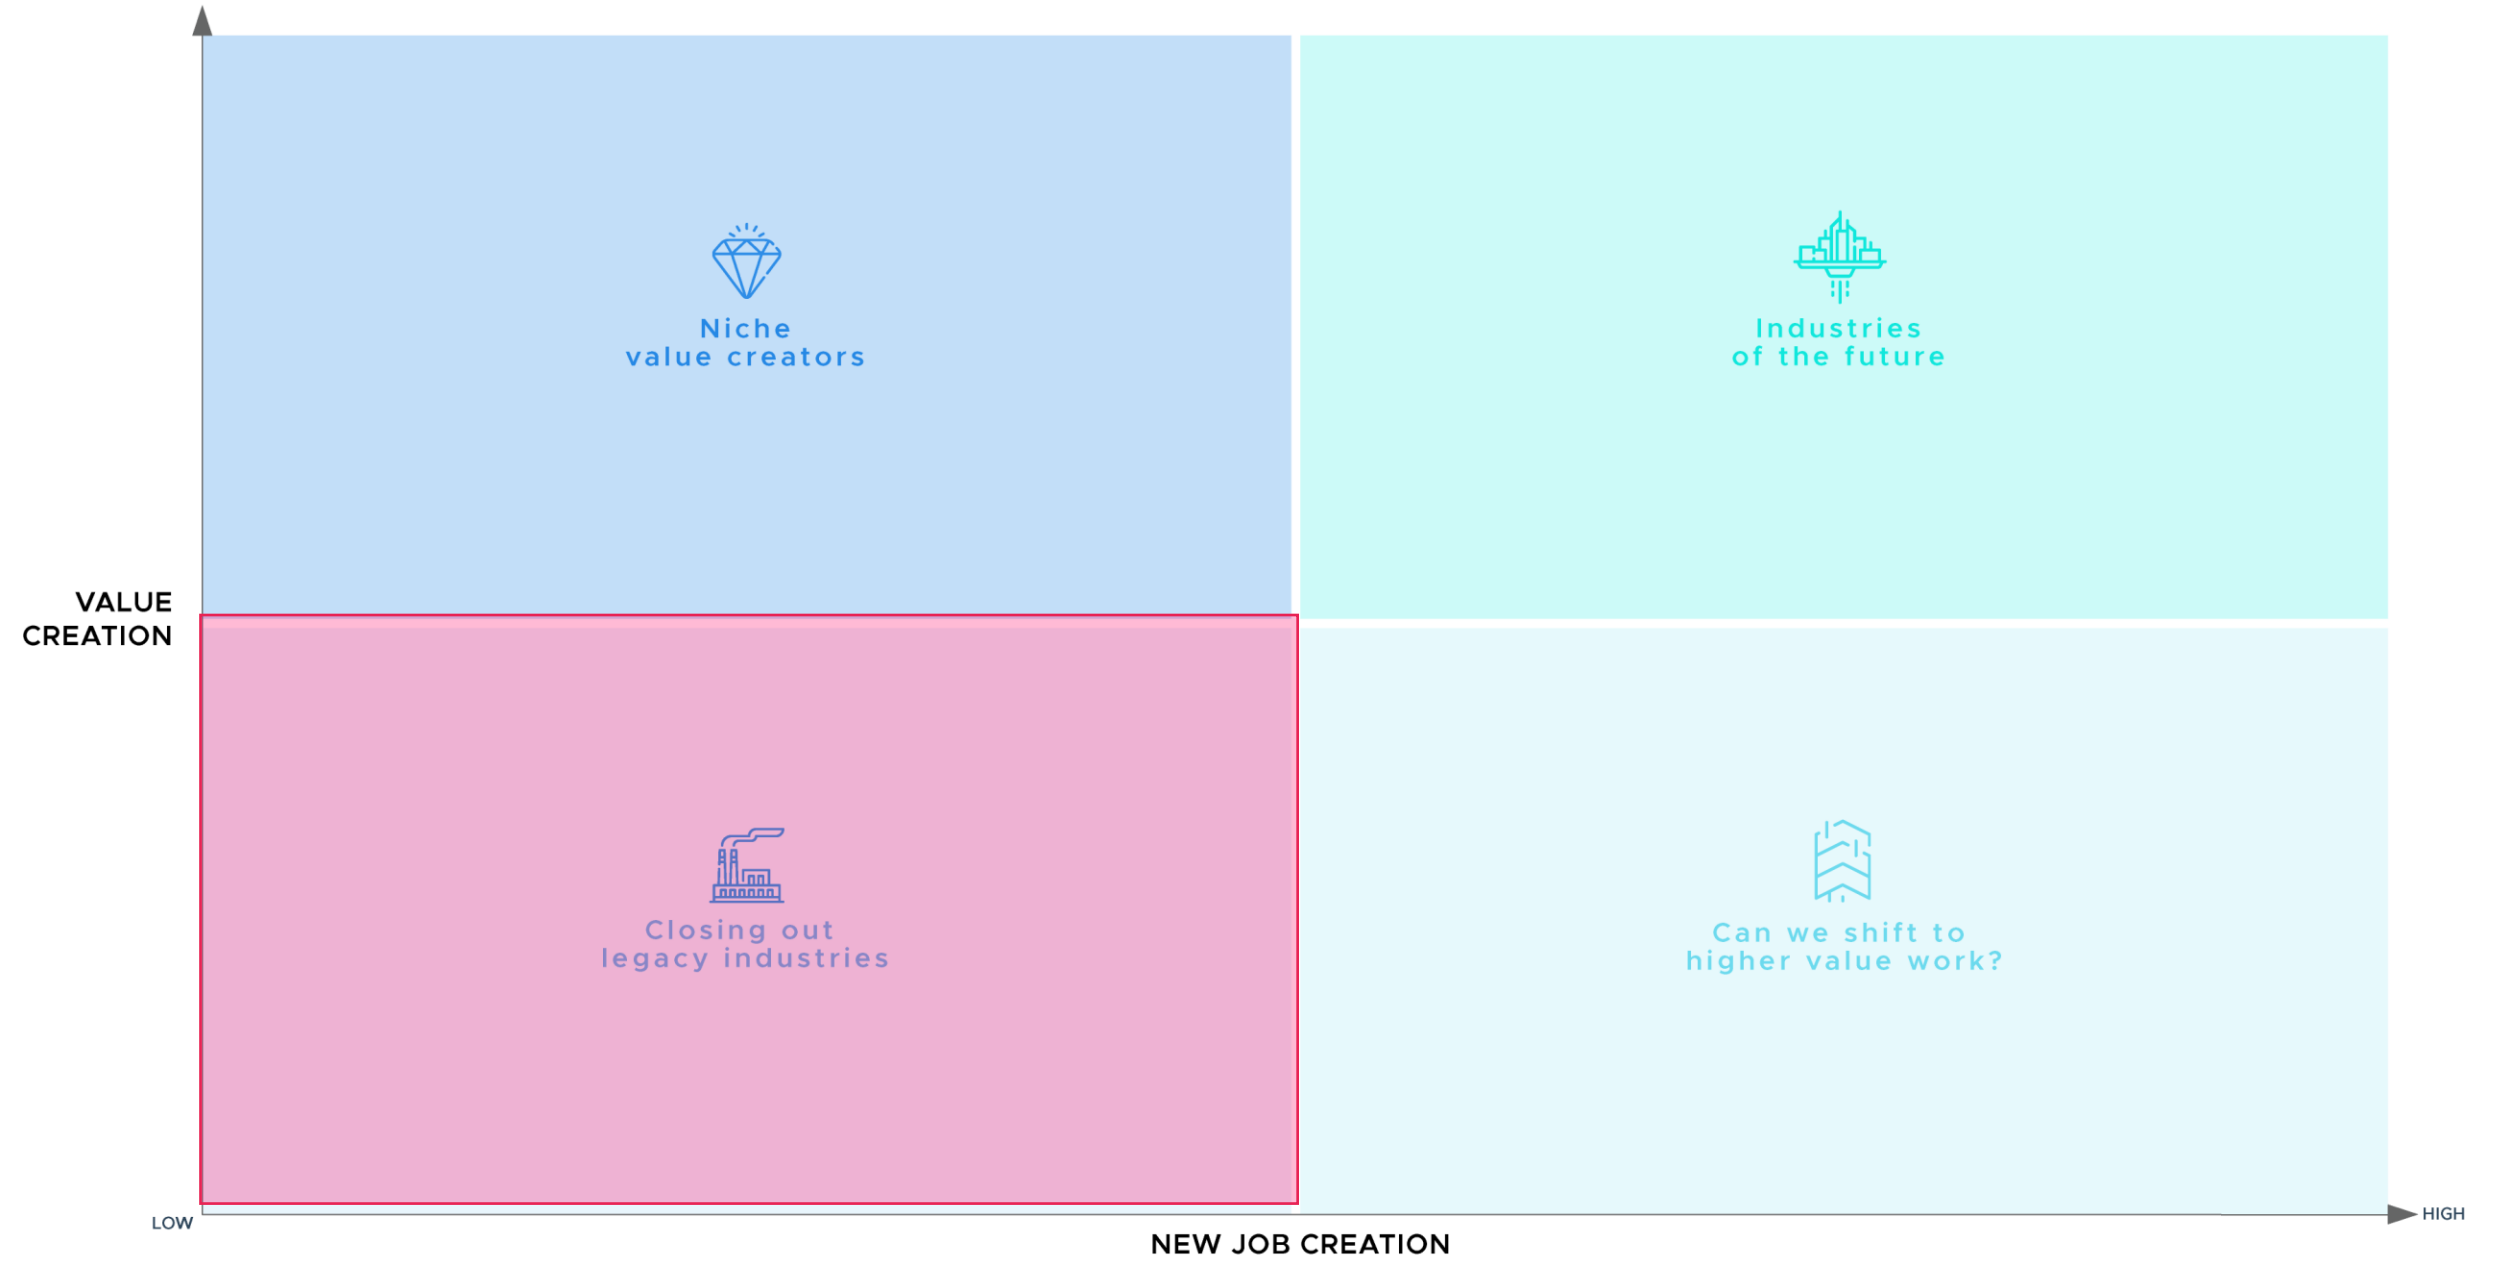 Niche
value creators
Industries
of the future
VALUE
CREATION
Closing out
legacy industries
Can we shift to
higher value work?
LOW
HIGH
NEW JOB CREATION